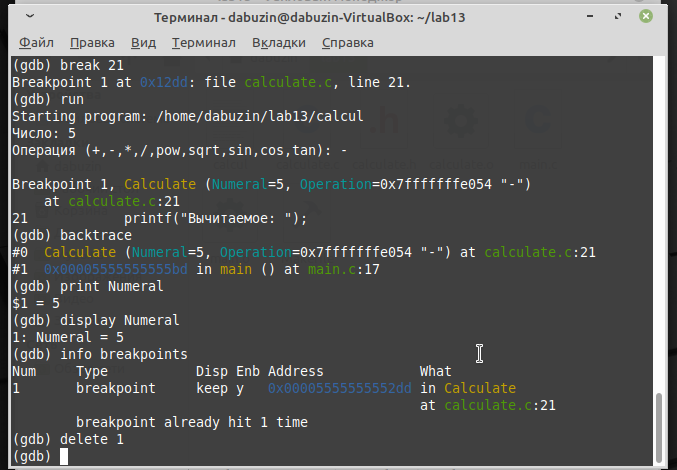 Терминал - dabuzin@dabuzin-VirtualBox: ~/lab13
Файл Правка Вид Терминал Вкладки Справка
(gdb) break 21
Breakpoint 1 at 0x12dd: file calculate.c, line 21.
(gdb) run
Starting program: /home/dabuzin/lab13/calcul
Число: 5
Операция (+,-,*,/,pow,sqrt,sin,cos,tan): -
Breakpoint 1, Calculate (Numeral=5, Operation=0x7fffffffe054 "-")
at calculate.c:21
21 printf("Вычитаемое: ");
(gdb) backtrace
#0 Calculate (Numeral=5, Operation=0x7fffffffe054 "-") at calculate.c:21
#1 0x00005555555555bd in main () at main.c:17
(gdb) print Numeral
$1 = 5
(gdb) display Numeral
1: Numeral = 5
(gdb) info breakpoints
Num Type Disp Enb Address What
1 breakpoint keep y 0x00005555555552dd in Calculate
at calculate.c:21
breakpoint already hit 1 time
(gdb) delete 1
(gdb)